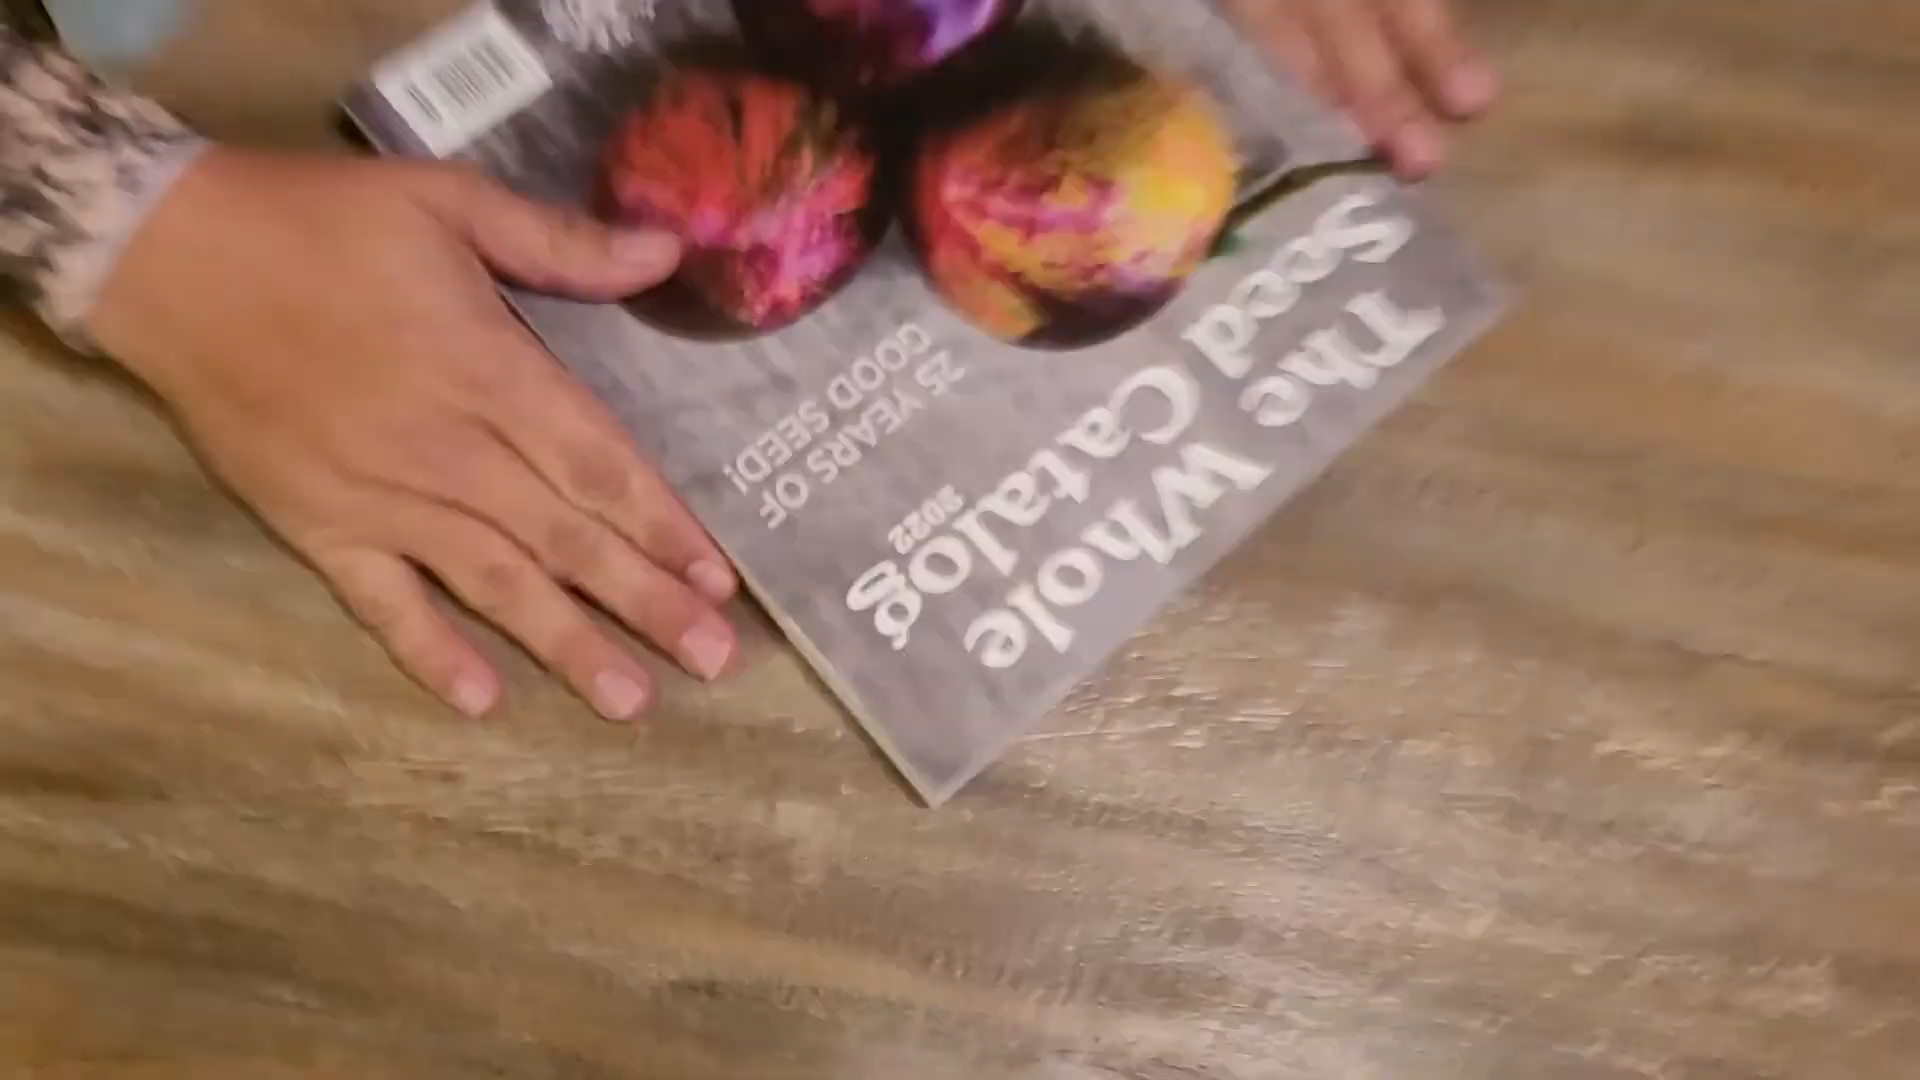 The Whole
Seed Catalog
2022
25 YEARS OF
GOOD SEED!